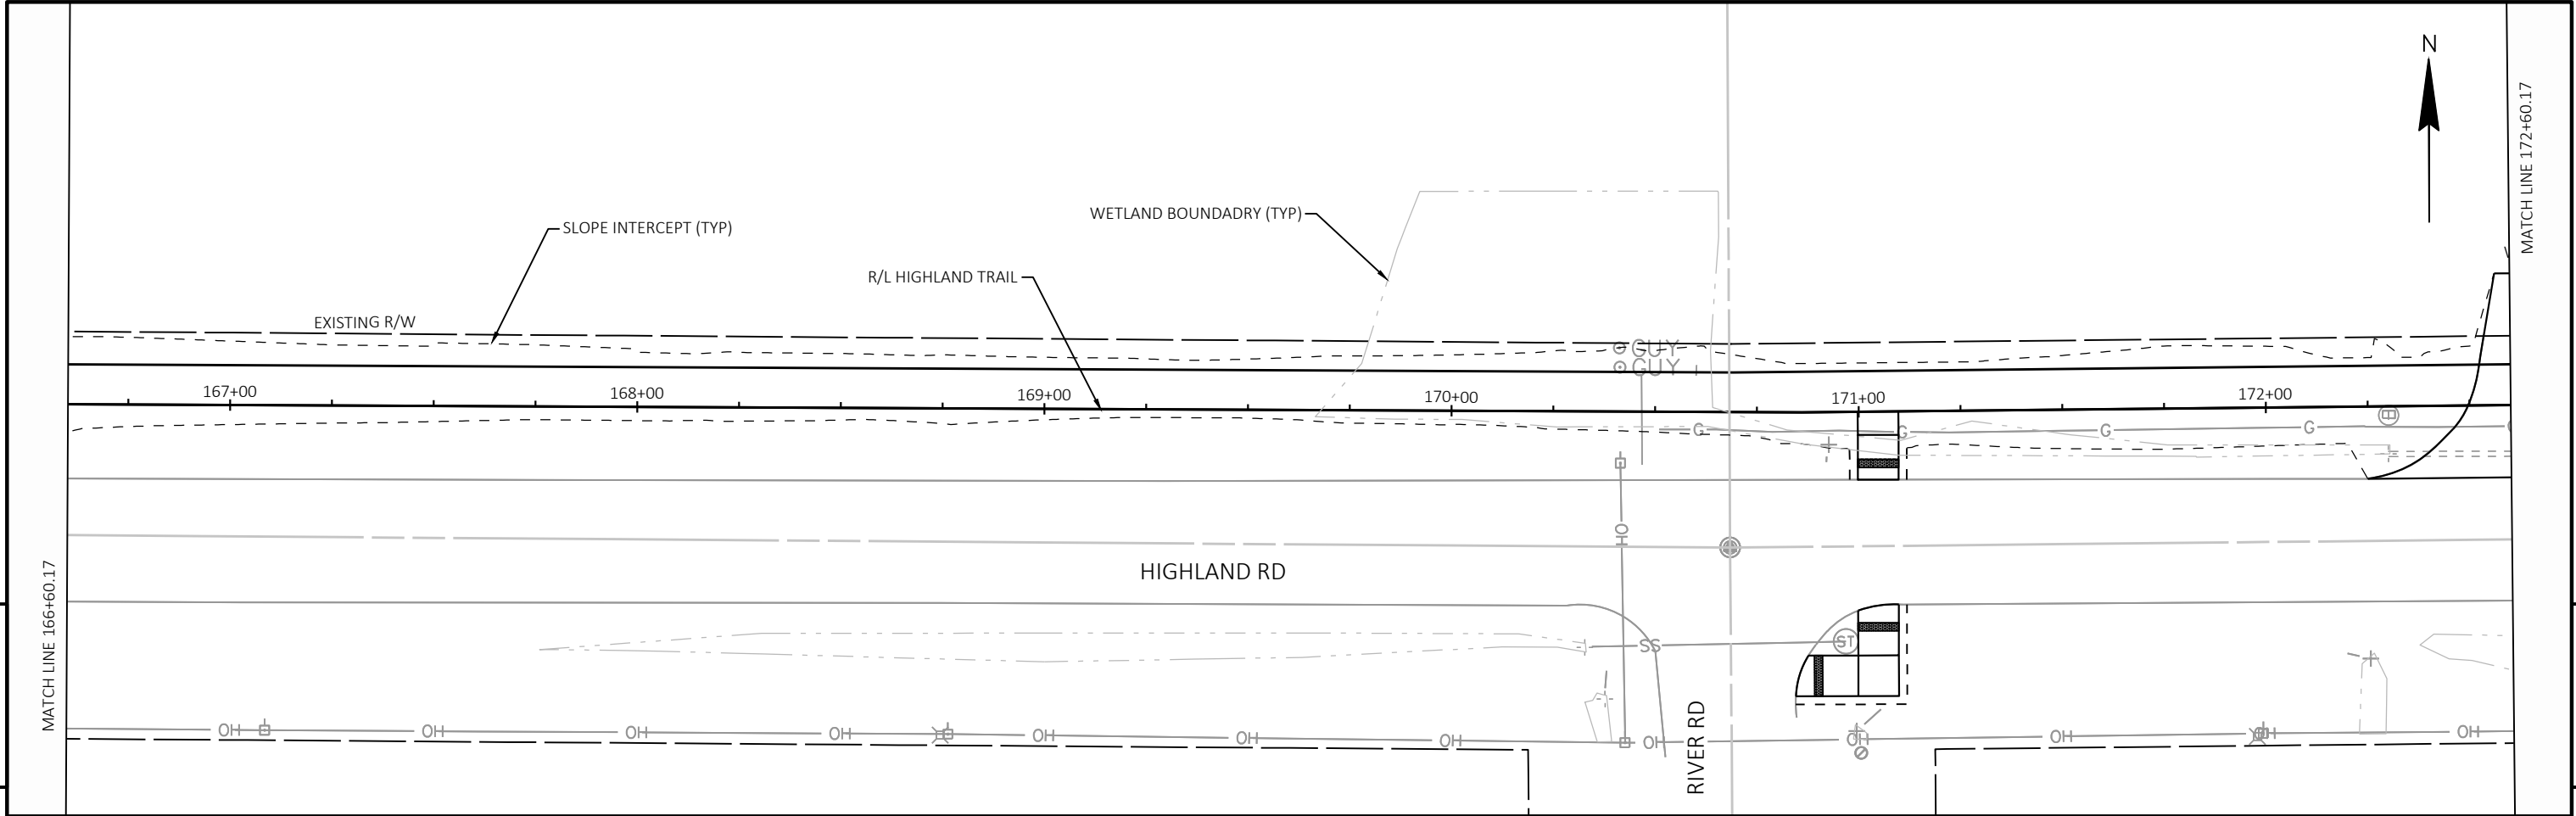 N
MATCH LINE 172+60.17
WETLAND BOUNDADRY (TYP)
SLOPE INTERCEPT (TYP)
R/L HIGHLAND TRAIL
EXISTING R/W
GUY
GUY
167+00 168+00 169+00 170+00 171+00 172+00
G G G G
OH
HIGHLAND RD
MATCH LINE 166+60.17
SS ST
OH OH OH OH OH OH OH OH OH OH OH OH
RIVER RD